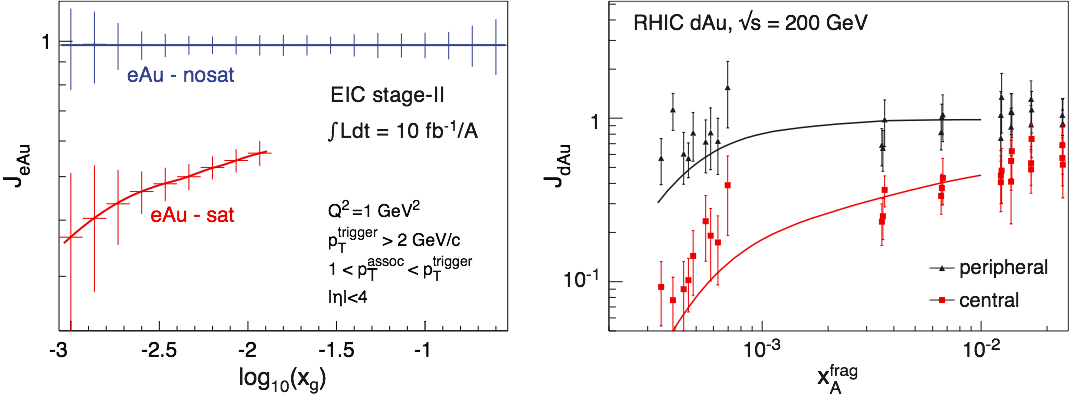 1
eAu - nosat
EIC stage-II
∫Ldt = 10 fb⁻¹/A
J_eAu
eAu - sat
Q²=1 GeV²
p_T^trigger > 2 GeV/c
1 < p_T^assoc < p_T^trigger
|η|<4
-3 -2.5 -2 -1.5 -1
log₁₀(x_g)
RHIC dAu, √s = 200 GeV
1
J_dAu
10⁻¹
peripheral
central
10⁻³ 10⁻²
x_A^frag